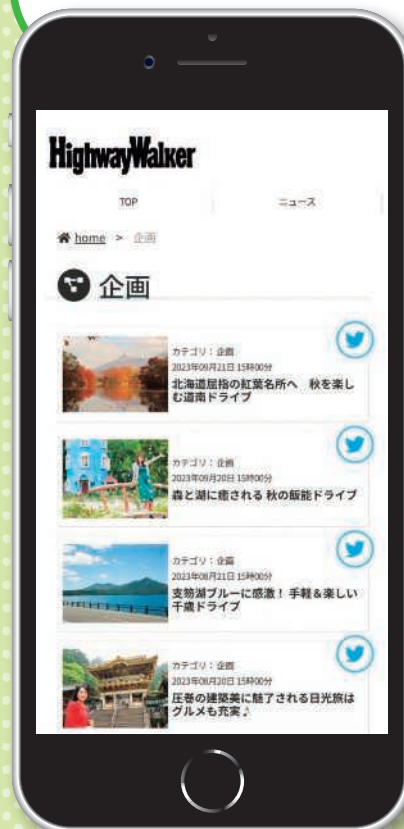 HighwayWalker
TOP
ニュース
home > 企画
企画
カテゴリ：企画
2023年09月21日 15時00分
北海道屈指の紅葉名所へ　秋を楽し
む道南ドライブ
カテゴリ：企画
2023年09月20日 15時00分
森と湖に癒される 秋の飯能ドライブ
カテゴリ：企画
2023年08月21日 15時00分
支笏湖ブルーに感激！ 手軽&楽しい
千歳ドライブ
カテゴリ：企画
2023年08月20日 15時00分
圧巻の建築美に魅了される日光旅は
グルメも充実♪